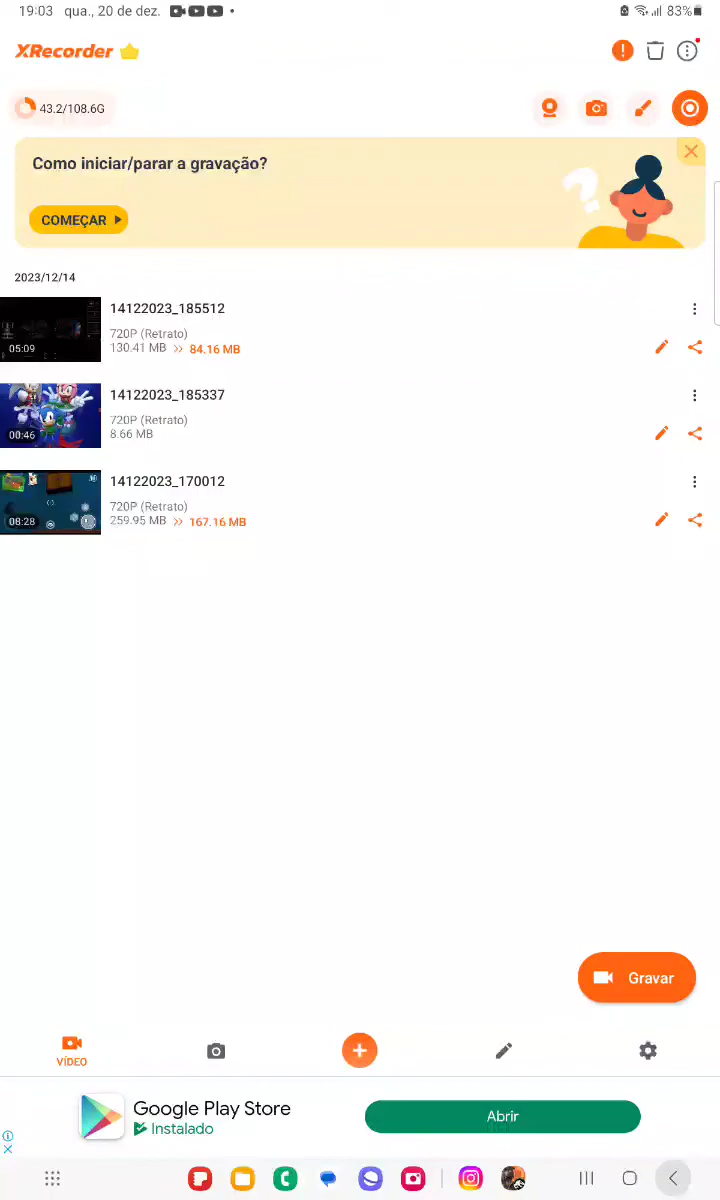 19:03 qua., 20 de dez. •
83%
XRecorder
43.2/108.6G
Como iniciar/parar a gravação?
COMEÇAR
2023/12/14
14122023_185512
720P (Retrato)
130.41 MB >> 84.16 MB
05:09
14122023_185337
720P (Retrato)
8.66 MB
00:46
14122023_170012
720P (Retrato)
259.95 MB >> 167.16 MB
08:28
Gravar
VÍDEO
Google Play Store
Instalado
Abrir